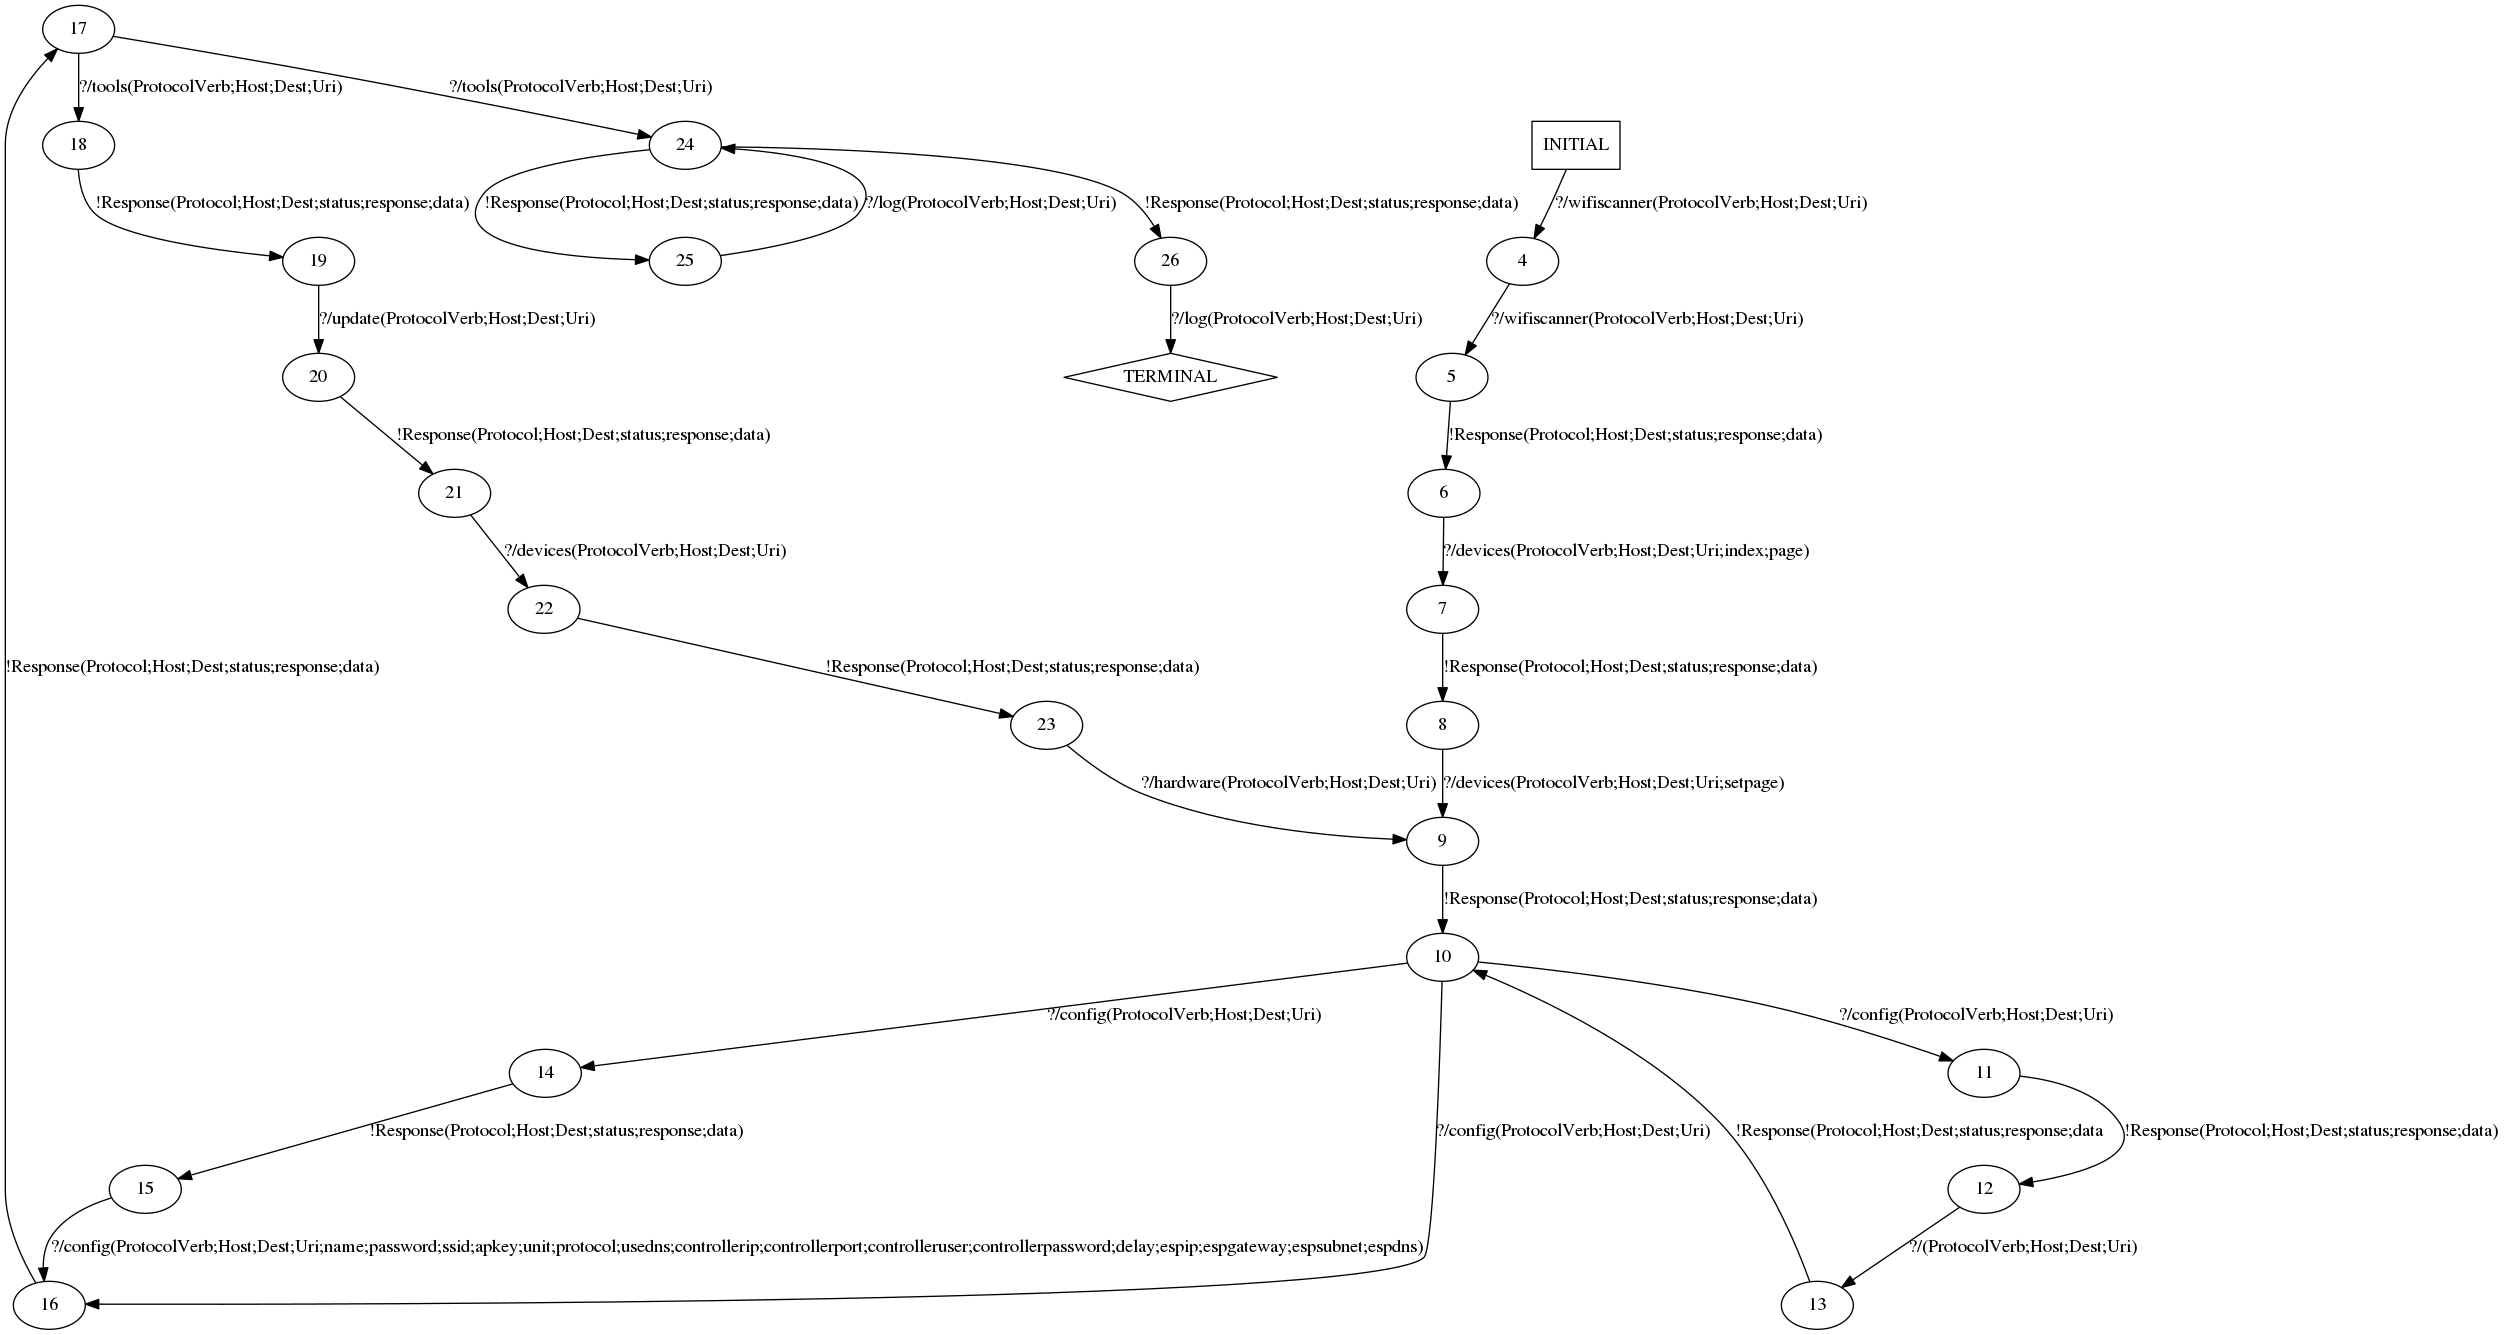 17
?/tools(ProtocolVerb;Host;Dest;Uri)
?/tools(ProtocolVerb;Host;Dest;Uri)
18
24
INITIAL
!Response(Protocol;Host;Dest;status;response;data)
!Response(Protocol;Host;Dest;status;response;data)
?/log(ProtocolVerb;Host;Dest;Uri)
!Response(Protocol;Host;Dest;status;response;data)
?/wifiscanner(ProtocolVerb;Host;Dest;Uri)
19
25
26
4
?/update(ProtocolVerb;Host;Dest;Uri)
?/log(ProtocolVerb;Host;Dest;Uri)
?/wifiscanner(ProtocolVerb;Host;Dest;Uri)
20
TERMINAL
5
!Response(Protocol;Host;Dest;status;response;data)
!Response(Protocol;Host;Dest;status;response;data)
21
6
?/devices(ProtocolVerb;Host;Dest;Uri)
?/devices(ProtocolVerb;Host;Dest;Uri;index;page)
22
7
!Response(Protocol;Host;Dest;status;response;data)
!Response(Protocol;Host;Dest;status;response;data)
!Response(Protocol;Host;Dest;status;response;data)
23
8
?/hardware(ProtocolVerb;Host;Dest;Uri)
?/devices(ProtocolVerb;Host;Dest;Uri;setpage)
9
!Response(Protocol;Host;Dest;status;response;data)
10
?/config(ProtocolVerb;Host;Dest;Uri)
?/config(ProtocolVerb;Host;Dest;Uri)
14
11
!Response(Protocol;Host;Dest;status;response;data)
?/config(ProtocolVerb;Host;Dest;Uri)
!Response(Protocol;Host;Dest;status;response;data
!Response(Protocol;Host;Dest;status;response;data)
15
12
?/config(ProtocolVerb;Host;Dest;Uri;name;password;ssid;apkey;unit;protocol;usedns;controllerip;controllerport;controlleruser;controllerpassword;delay;espip;espgateway;espsubnet;espdns)
?/(ProtocolVerb;Host;Dest;Uri)
16
13